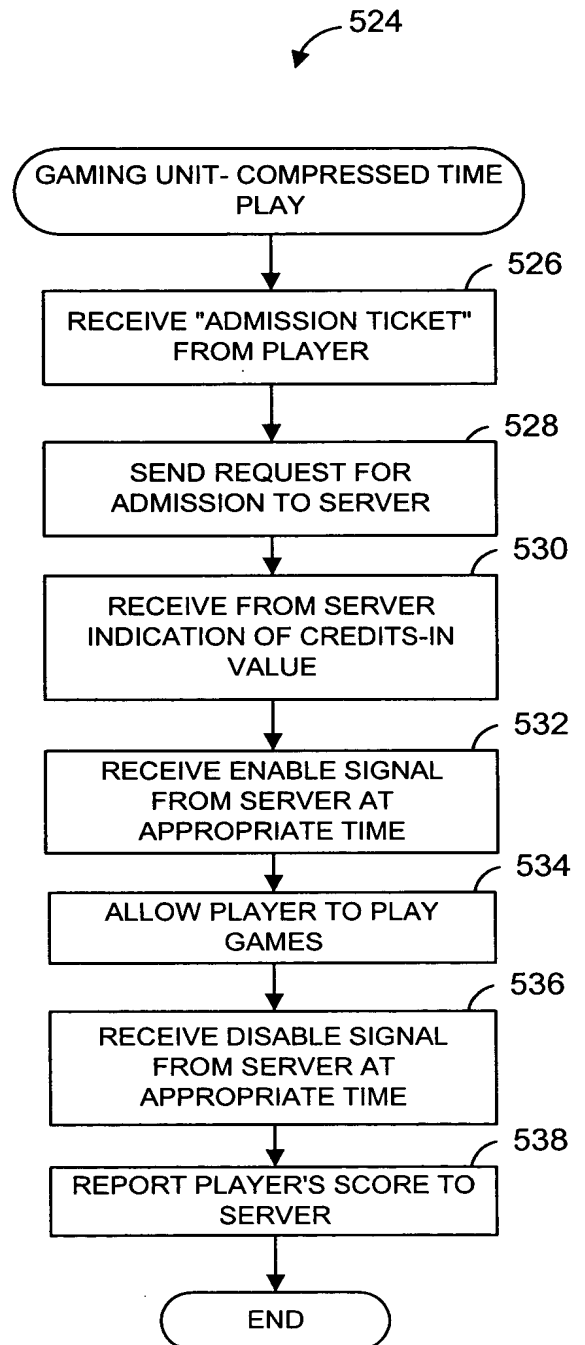 524
GAMING UNIT- COMPRESSED TIME
PLAY
526
RECEIVE "ADMISSION TICKET"
FROM PLAYER
528
SEND REQUEST FOR
ADMISSION TO SERVER
530
RECEIVE FROM SERVER
INDICATION OF CREDITS-IN
VALUE
532
RECEIVE ENABLE SIGNAL
FROM SERVER AT
APPROPRIATE TIME
534
ALLOW PLAYER TO PLAY
GAMES
536
RECEIVE DISABLE SIGNAL
FROM SERVER AT
APPROPRIATE TIME
538
REPORT PLAYER'S SCORE TO
SERVER
END